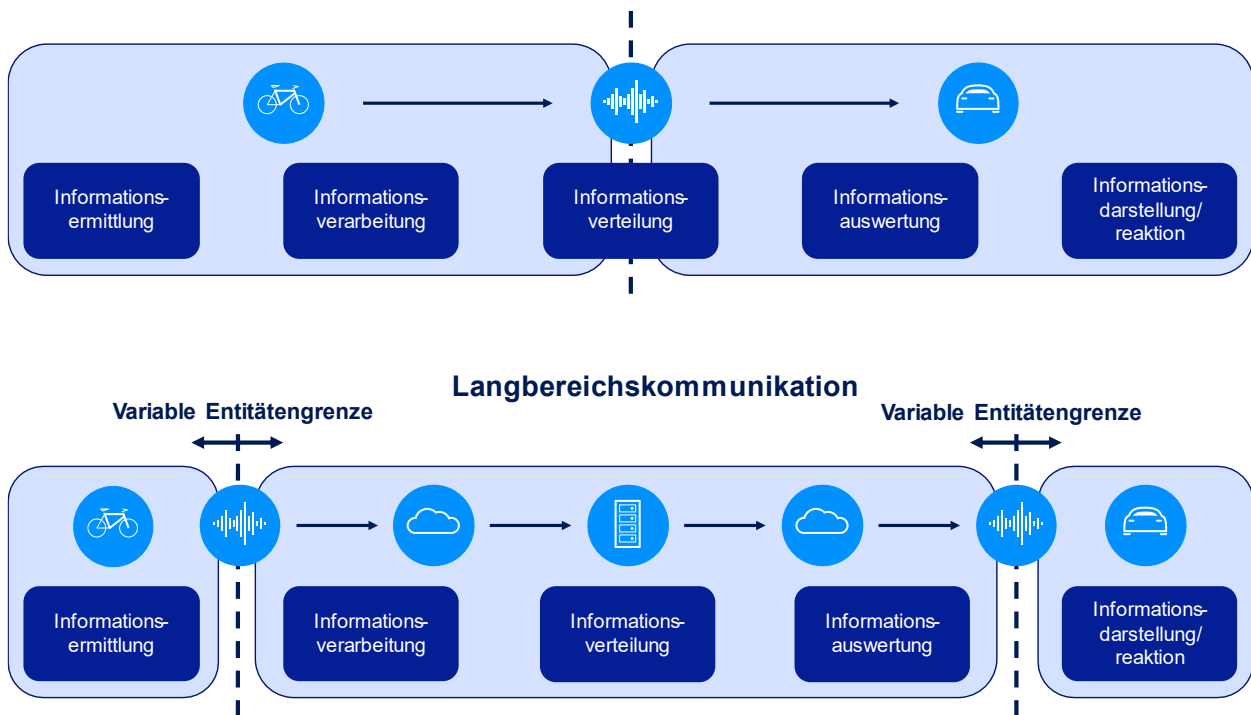 Informations-
ermittlung
Informations-
verarbeitung
Informations-
verteilung
Informations-
auswertung
Informations-
darstellung/
reaktion
Langbereichskommunikation
Variable Entitätengrenze
Variable Entitätengrenze
Informations-
ermittlung
Informations-
verarbeitung
Informations-
verteilung
Informations-
auswertung
Informations-
darstellung/
reaktion